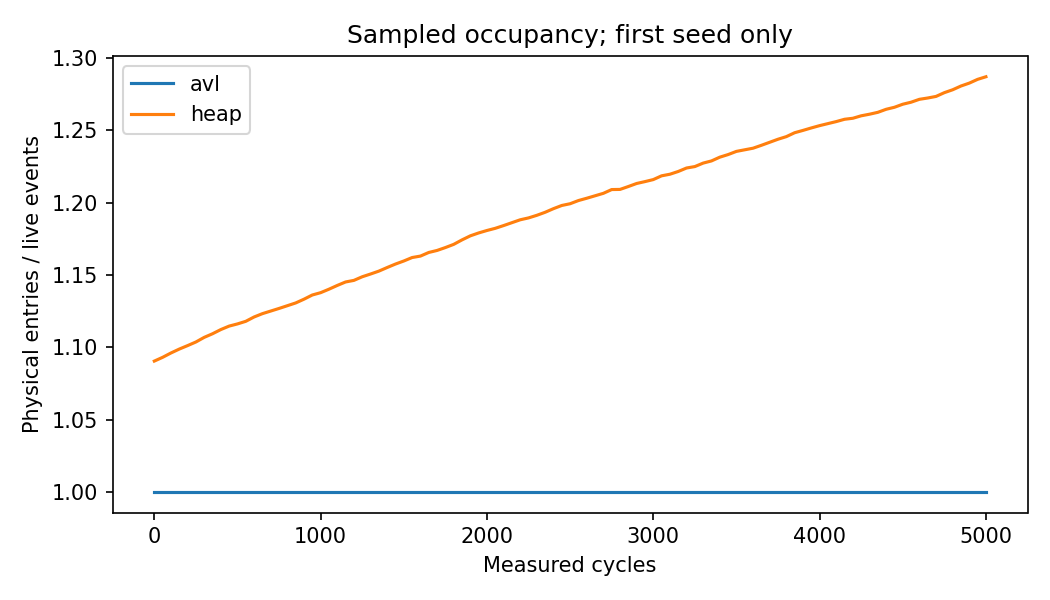 Sampled occupancy; first seed only
avl
heap
Physical entries / live events
1.30
1.25
1.20
1.15
1.10
1.05
1.00
0 1000 2000 3000 4000 5000
Measured cycles